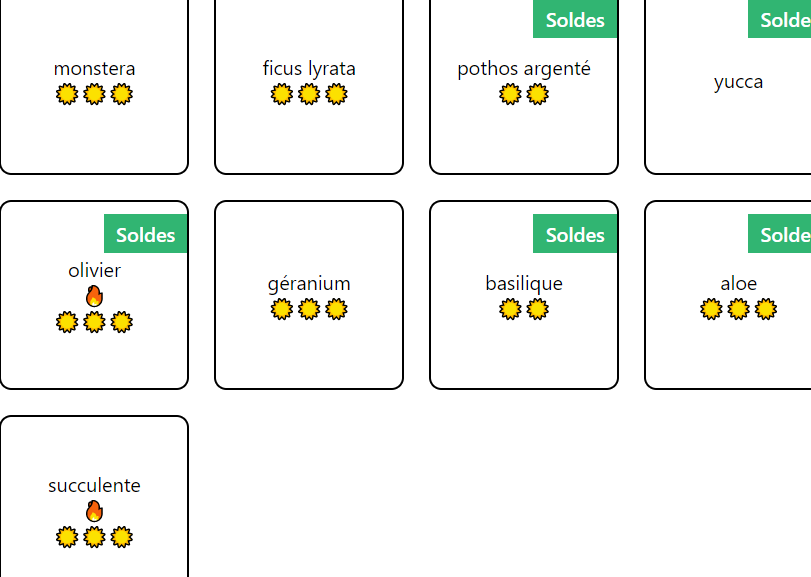 Soldes
Solde
monstera
ficus lyrata
pothos argenté
yucca
Soldes
Soldes
Solde
olivier
géranium
basilique
aloe
succulente